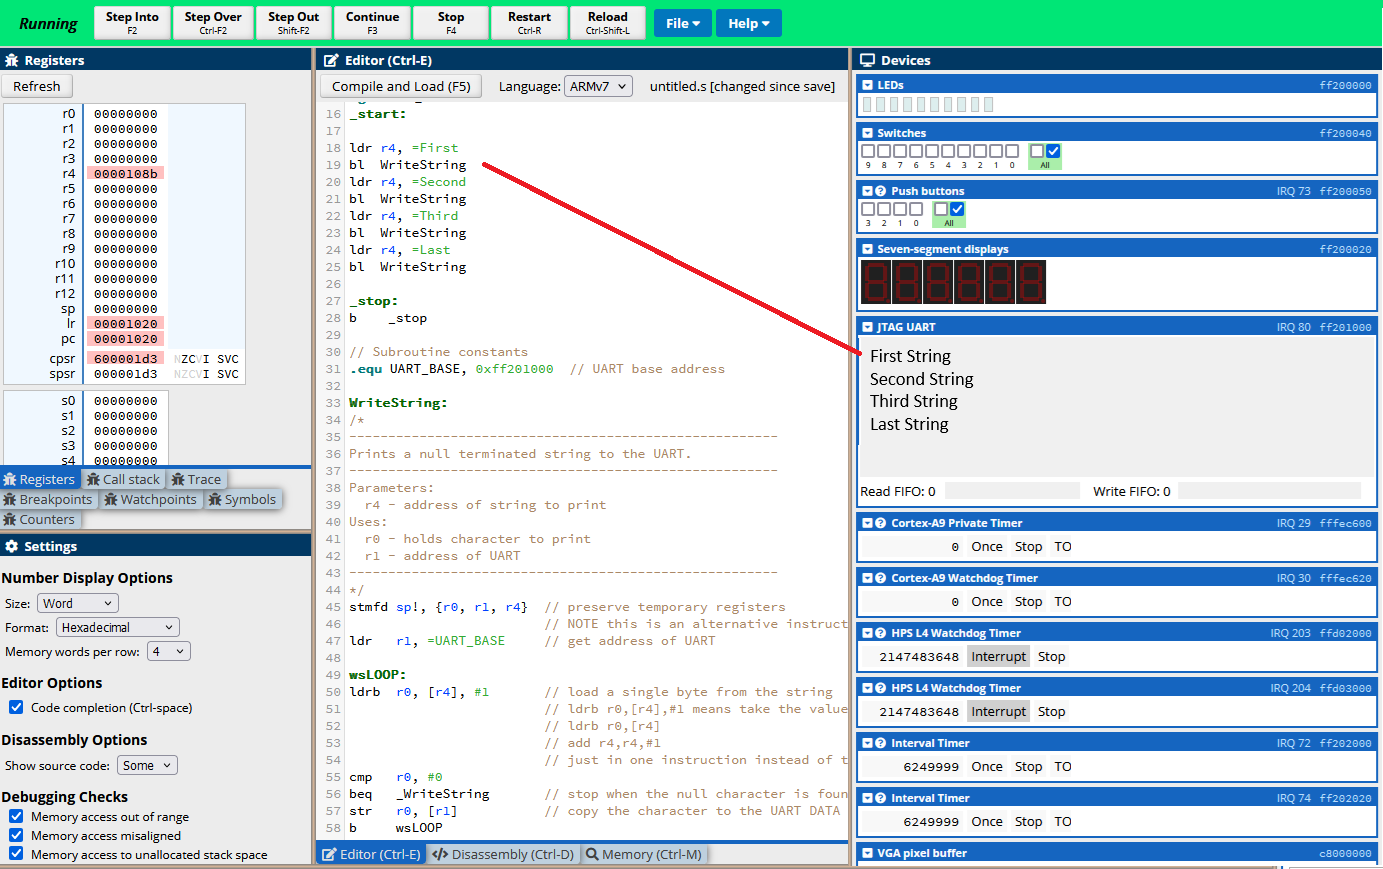 Running
Step Into
F2
Step Over
Ctrl-F2
Step Out
Shift-F2
Continue
F3
Stop
F4
Restart
Ctrl-R
Reload
Ctrl-Shift-L
File
Help
Registers
Refresh
r0 00000000
r1 00000000
r2 00000000
r3 00000000
r4 0000108b
r5 00000000
r6 00000000
r7 00000000
r8 00000000
r9 00000000
r10 00000000
r11 00000000
r12 00000000
sp 00000000
lr 00001020
pc 00001020
cpsr 600001d3 NZCVI SVC
spsr 000001d3 NZCVI SVC
s0 00000000
s1 00000000
s2 00000000
s3 00000000
s4 00000000
Registers Call stack Trace
Breakpoints Watchpoints Symbols
Counters
Settings
Number Display Options
Size: Word
Format: Hexadecimal
Memory words per row: 4
Editor Options
Code completion (Ctrl-space)
Disassembly Options
Show source code: Some
Debugging Checks
Memory access out of range
Memory access misaligned
Memory access to unallocated stack space
Editor (Ctrl-E)
Compile and Load (F5) Language: ARMv7 untitled.s [changed since save]
16 _start:
17
18 ldr r4, =First
19 bl WriteString
20 ldr r4, =Second
21 bl WriteString
22 ldr r4, =Third
23 bl WriteString
24 ldr r4, =Last
25 bl WriteString
26
27 _stop:
28 b _stop
29
30 // Subroutine constants
31 .equ UART_BASE, 0xff201000 // UART base address
32
33 WriteString:
34 /*
35 -------------------------------------------------------
36 Prints a null terminated string to the UART.
37 -------------------------------------------------------
38 Parameters:
39 r4 - address of string to print
40 Uses:
41 r0 - holds character to print
42 r1 - address of UART
43 -------------------------------------------------------
44 */
45 stmfd sp!, {r0, r1, r4} // preserve temporary registers
46 // NOTE this is an alternative instruct
47 ldr r1, =UART_BASE // get address of UART
48
49 wsLOOP:
50 ldrb r0, [r4], #1 // load a single byte from the string
51 // ldrb r0,[r4],#1 means take the value
52 // ldrb r0,[r4]
53 // add r4,r4,#1
54 // just in one instruction instead of t
55 cmp r0, #0
56 beq _WriteString // stop when the null character is foun
57 str r0, [r1] // copy the character to the UART DATA
58 b wsLOOP
Editor (Ctrl-E) Disassembly (Ctrl-D) Memory (Ctrl-M)
Devices
LEDs ff200000
Switches ff200040
9 8 7 6 5 4 3 2 1 0 All
Push buttons IRQ 73 ff200050
3 2 1 0 All
Seven-segment displays ff200020
JTAG UART IRQ 80 ff201000
First String
Second String
Third String
Last String
Read FIFO: 0 Write FIFO: 0
Cortex-A9 Private Timer IRQ 29 fffec600
0 Once Stop TO
Cortex-A9 Watchdog Timer IRQ 30 fffec620
0 Once Stop TO
HPS L4 Watchdog Timer IRQ 203 ffd02000
2147483648 Interrupt Stop
HPS L4 Watchdog Timer IRQ 204 ffd03000
2147483648 Interrupt Stop
Interval Timer IRQ 72 ff202000
6249999 Once Stop TO
Interval Timer IRQ 74 ff202020
6249999 Once Stop TO
VGA pixel buffer c8000000